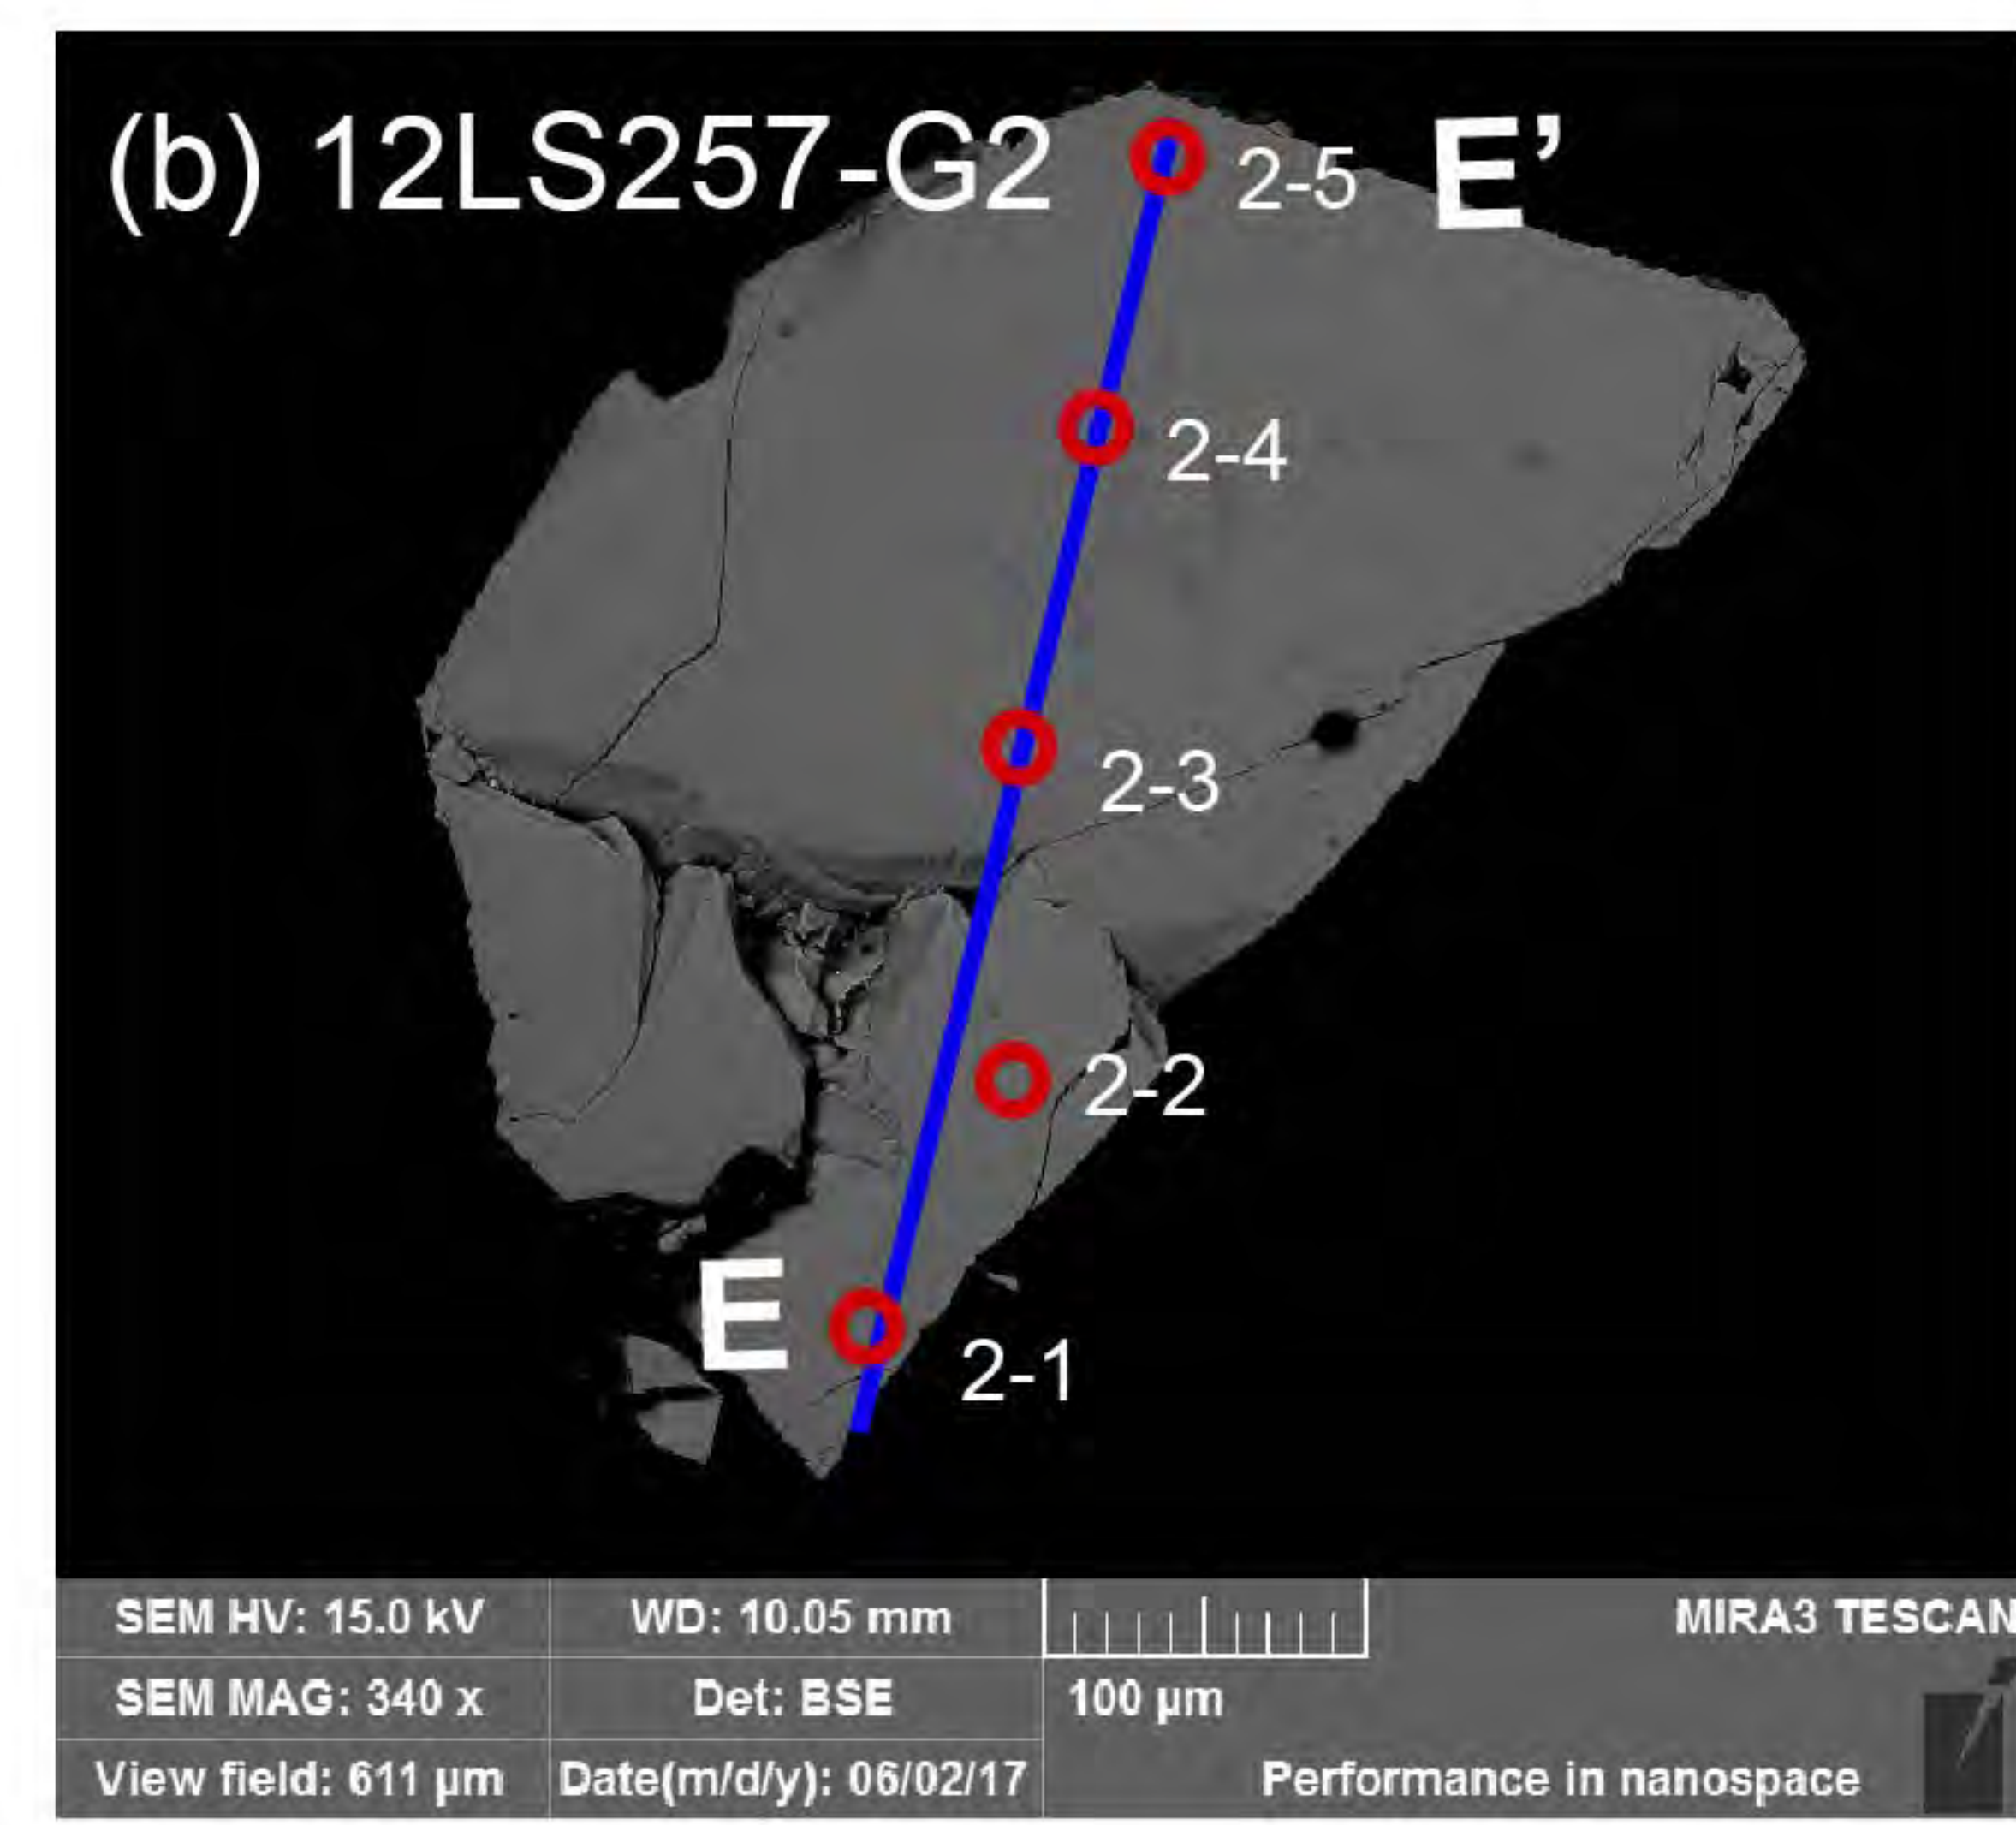 (b) 12LS257-G2
2-5
E’
2-4
2-3
2-2
E
2-1
SEM HV: 15.0 kV
WD: 10.05 mm
MIRA3 TESCAN
SEM MAG: 340 x
Det: BSE
100 µm
View field: 611 µm
Date(m/d/y): 06/02/17
Performance in nanospace